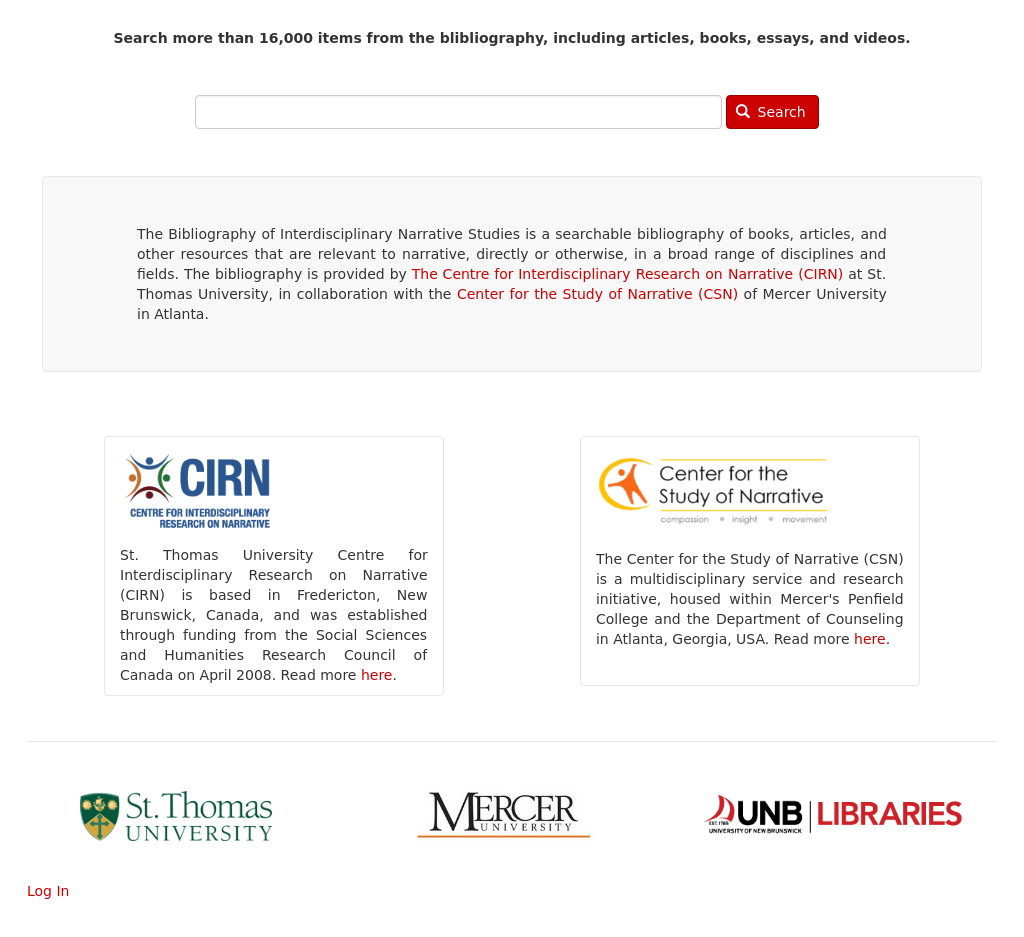 Search more than 16,000 items from the blibliography, including articles, books, essays, and videos.
Search
The Bibliography of Interdisciplinary Narrative Studies is a searchable bibliography of books, articles, and
other resources that are relevant to narrative, directly or otherwise, in a broad range of disciplines and
fields. The bibliography is provided by The Centre for Interdisciplinary Research on Narrative (CIRN) at St.
Thomas University, in collaboration with the Center for the Study of Narrative (CSN) of Mercer University
in Atlanta.
CIRN
CENTRE FOR INTERDISCIPLINARY
RESEARCH ON NARRATIVE
St. Thomas University Centre for
Interdisciplinary Research on Narrative
(CIRN) is based in Fredericton, New
Brunswick, Canada, and was established
through funding from the Social Sciences
and Humanities Research Council of
Canada on April 2008. Read more here.
Center for the
Study of Narrative
compassion • insight • movement
The Center for the Study of Narrative (CSN)
is a multidisciplinary service and research
initiative, housed within Mercer's Penfield
College and the Department of Counseling
in Atlanta, Georgia, USA. Read more here.
St. Thomas
UNIVERSITY
MERCER
UNIVERSITY
EST. 1785
UNB
UNIVERSITY OF NEW BRUNSWICK
LIBRARIES
Log In